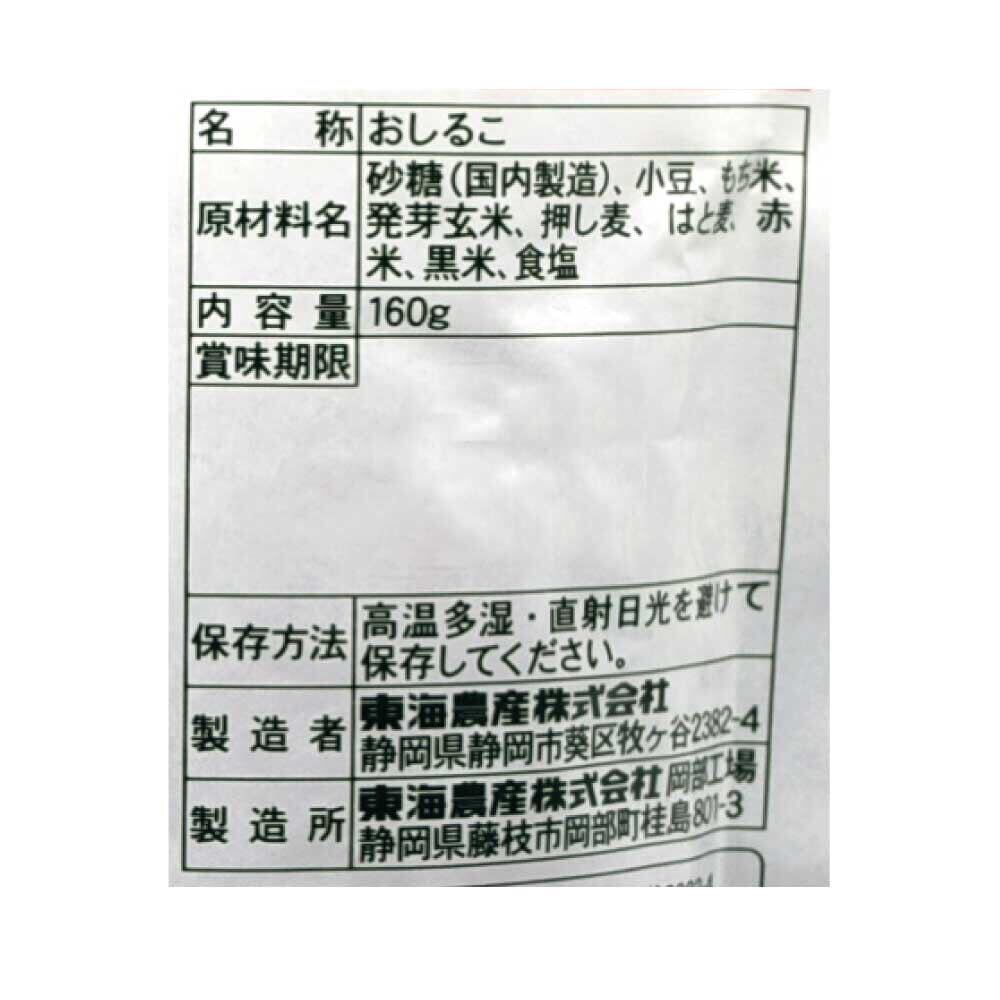 名称 おしるこ
原材料名 砂糖(国内製造)、小豆、もち米、
発芽玄米、押し麦、はと麦、赤
米、黒米、食塩
内容量 160g
賞味期限
保存方法 高温多湿・直射日光を避けて
保存してください。
製造者 東海農産株式会社
静岡県静岡市葵区牧ヶ谷2382-4
製造所 東海農産株式会社 岡部工場
静岡県藤枝市岡部町桂島801-3